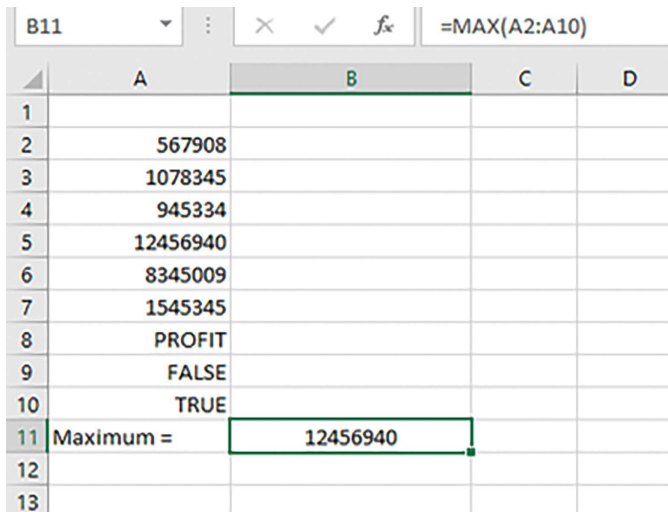 B11 fx =MAX(A2:A10)
A B C D
1
2 567908
3 1078345
4 945334
5 12456940
6 8345009
7 1545345
8 PROFIT
9 FALSE
10 TRUE
11 Maximum = 12456940
12
13